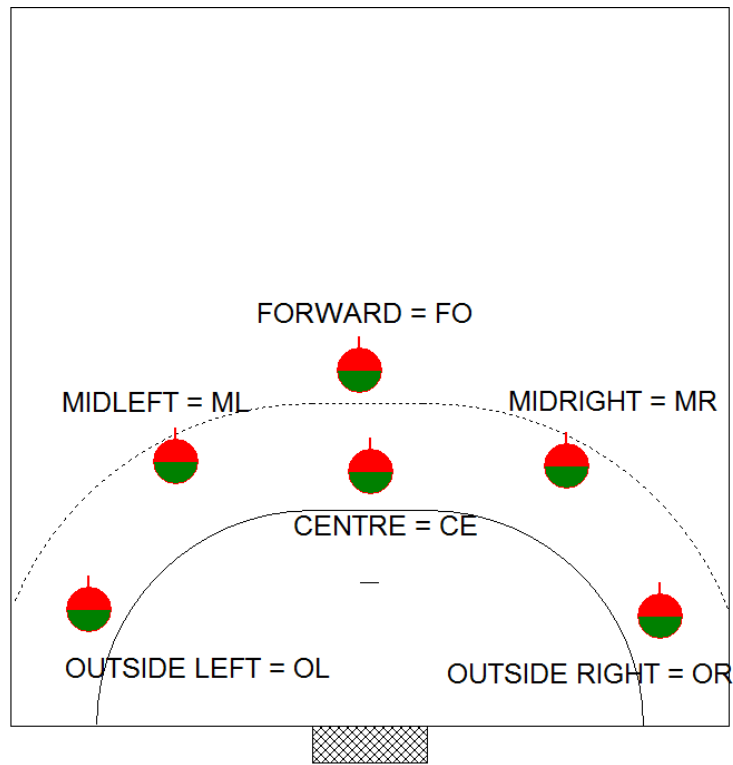 FORWARD = FO
MIDLEFT = ML
MIDRIGHT = MR
CENTRE = CE
OUTSIDE LEFT = OL
OUTSIDE RIGHT = OR